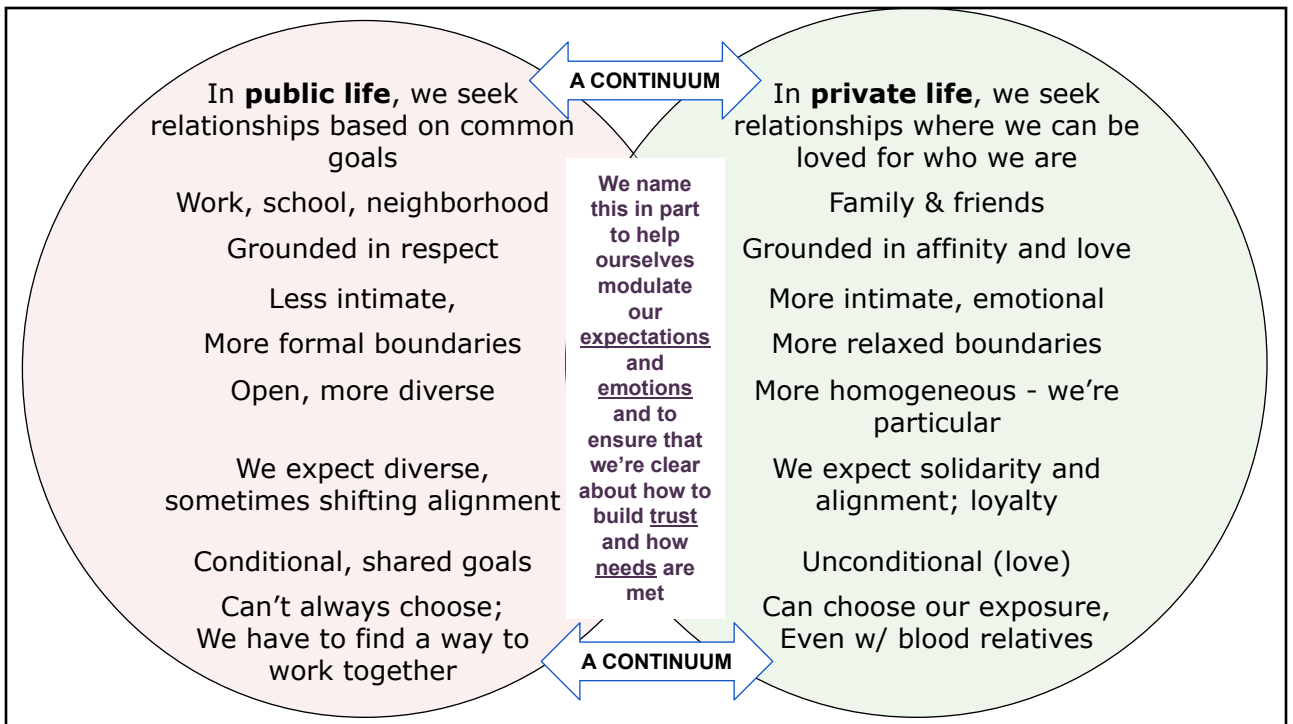 A CONTINUUM
In public life, we seek
relationships based on common
goals
Work, school, neighborhood
Grounded in respect
Less intimate,
More formal boundaries
Open, more diverse
We expect diverse,
sometimes shifting alignment
Conditional, shared goals
Can’t always choose;
We have to find a way to
work together
We name
this in part
to help
ourselves
modulate
our
expectations
and
emotions
and to
ensure that
we’re clear
about how to
build trust
and how
needs are
met
In private life, we seek
relationships where we can be
loved for who we are
Family & friends
Grounded in affinity and love
More intimate, emotional
More relaxed boundaries
More homogeneous - we’re
particular
We expect solidarity and
alignment; loyalty
Unconditional (love)
Can choose our exposure,
Even w/ blood relatives
A CONTINUUM